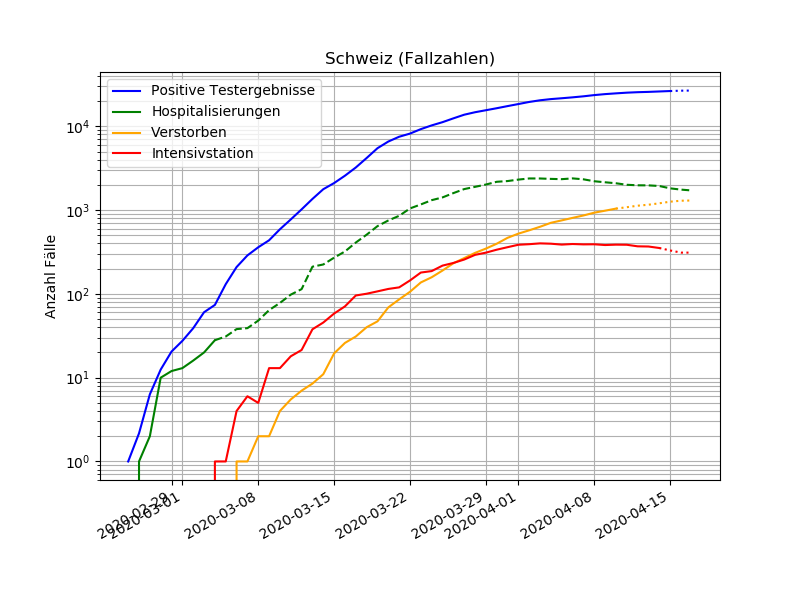 Schweiz (Fallzahlen)
Positive Testergebnisse
Hospitalisierungen
Verstorben
Intensivstation
Anzahl Fälle
10⁴
10³
10²
10¹
10⁰
2020-02-29
2020-03-01
2020-03-08
2020-03-15
2020-03-22
2020-03-29
2020-04-01
2020-04-08
2020-04-15